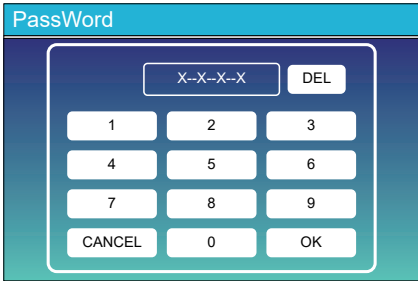 PassWord
X--X--X--X DEL
1 2 3
4 5 6
7 8 9
CANCEL 0 OK